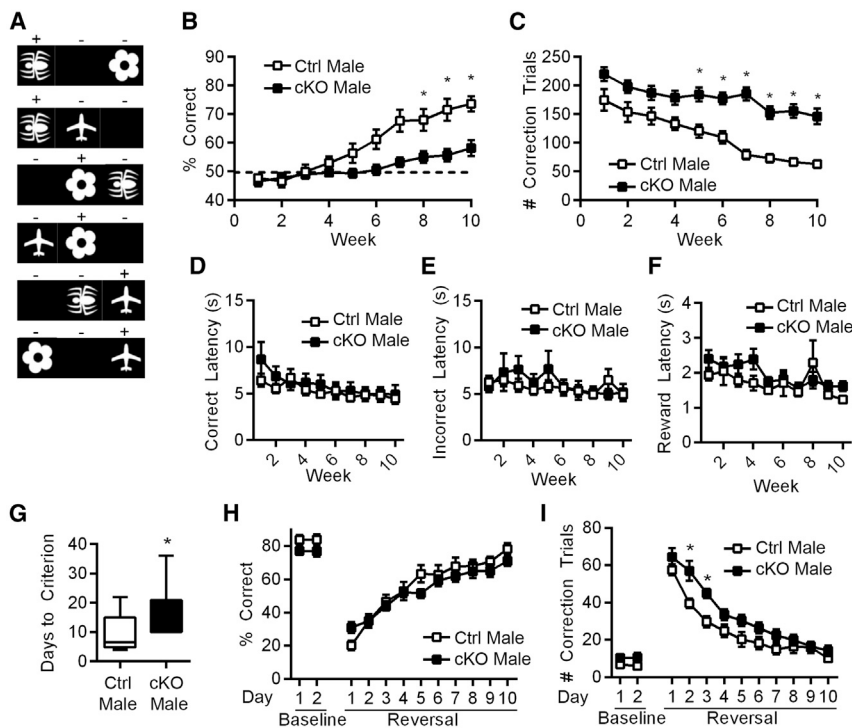 A
+ - -
+ - -
- + -
- + -
- - +
- - +
B
% Correct
90
80
70
60
50
40
Ctrl Male
cKO Male
* * *
0 2 4 6 8 10
Week
C
# Correction Trials
250
200
150
100
50
0
* * * * * *
Ctrl Male
cKO Male
0 2 4 6 8 10
Week
D
Correct Latency (s)
15
10
5
0
Ctrl Male
cKO Male
2 4 6 8 10
Week
E
Incorrect Latency (s)
15
10
5
0
Ctrl Male
cKO Male
2 4 6 8 10
Week
F
Reward Latency (s)
4
3
2
1
0
Ctrl Male
cKO Male
2 4 6 8 10
Week
G
Days to Criterion
40
30
20
10
0
*
Ctrl Male
cKO Male
H
% Correct
80
60
40
20
0
Ctrl Male
cKO Male
Day 1 2 1 2 3 4 5 6 7 8 9 10
Baseline Reversal
I
# Correction Trials
80
60
40
20
0
* *
Ctrl Male
cKO Male
Day 1 2 1 2 3 4 5 6 7 8 9 10
Baseline Reversal